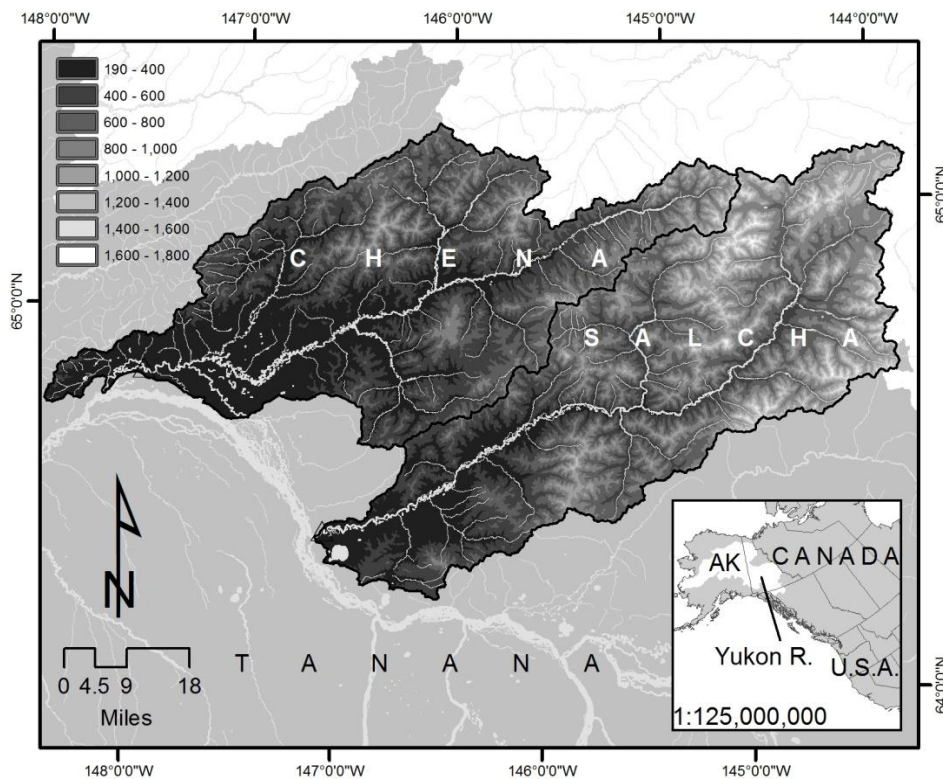 148°0'0"W 147°0'0"W 146°0'0"W 145°0'0"W 144°0'0"W
190 - 400
400 - 600
600 - 800
800 - 1,000
1,000 - 1,200
1,200 - 1,400
1,400 - 1,600
1,600 - 1,800
65°0'0"N
65°0'0"N
CHENA
SALCHA
N
0 4.5 9 18
Miles
TANANA
AK
CANADA
Yukon R.
U.S.A.
1:125,000,000
64°0'0"N
148°0'0"W 147°0'0"W 146°0'0"W 145°0'0"W